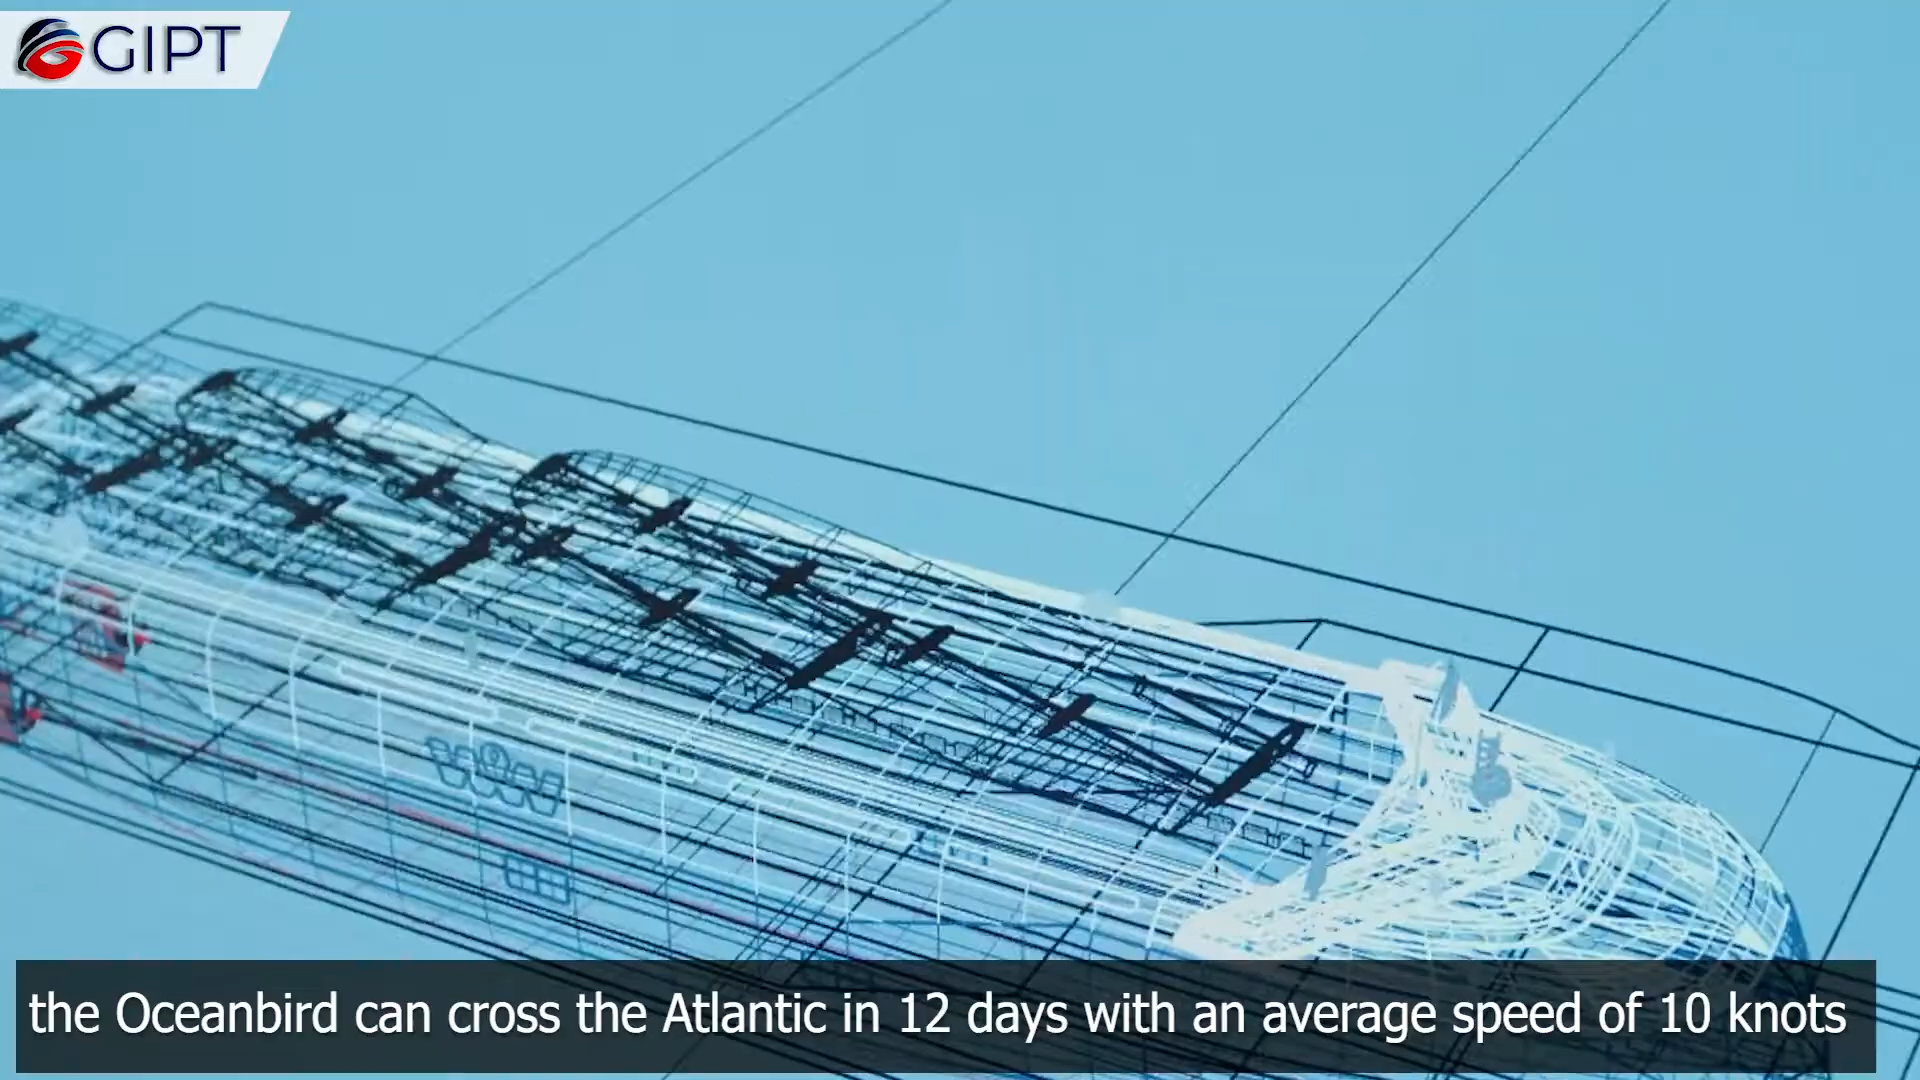 GIPT
the Oceanbird can cross the Atlantic in 12 days with an average speed of 10 knots